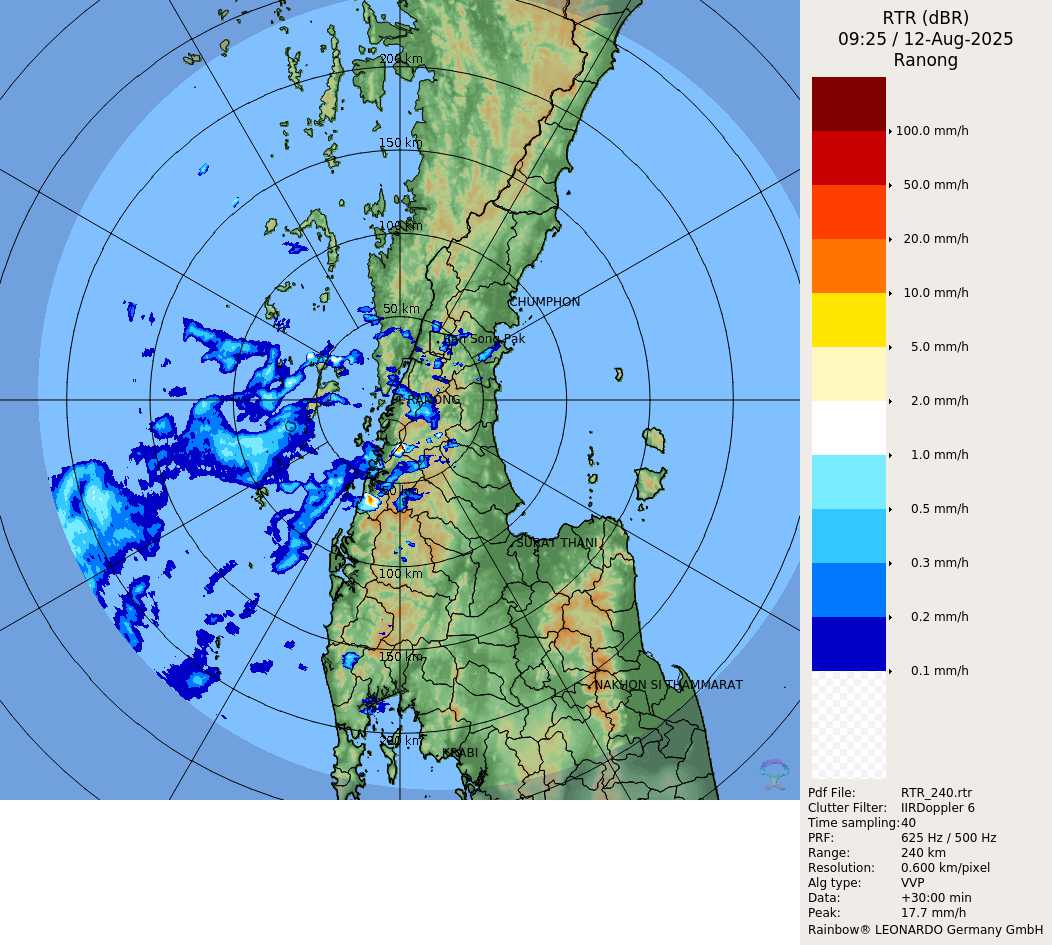 RTR (dBR)
09:25 / 12-Aug-2025
Ranong
100.0 mm/h
50.0 mm/h
20.0 mm/h
10.0 mm/h
5.0 mm/h
2.0 mm/h
1.0 mm/h
0.5 mm/h
0.3 mm/h
0.2 mm/h
0.1 mm/h
Pdf File: RTR_240.rtr
Clutter Filter: IIRDoppler 6
Time sampling: 40
PRF: 625 Hz / 500 Hz
Range: 240 km
Resolution: 0.600 km/pixel
Alg type: VVP
Data: +30:00 min
Peak: 17.7 mm/h
Rainbow® LEONARDO Germany GmbH
200 km
150 km
100 km
CHUMPHON
50 km
Song Pak
RANONG
50 km
SURAT THANI
100 km
150 km
NAKHON SI THAMMARAT
200 km
KRABI